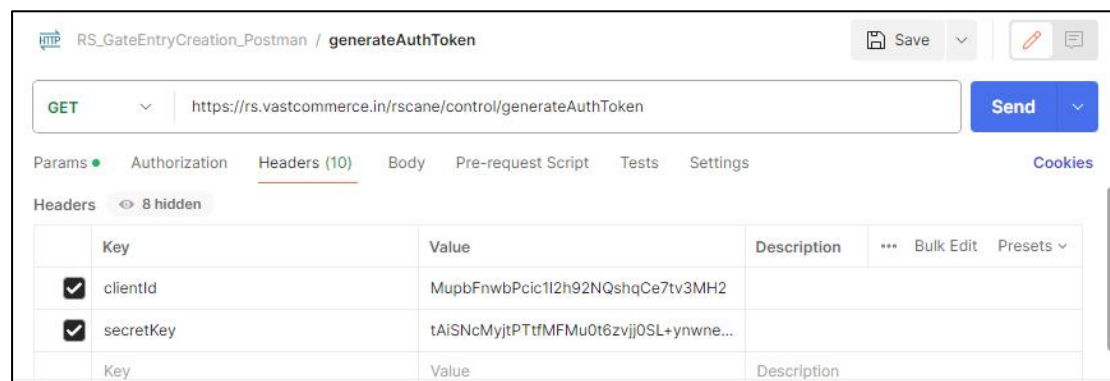 HTTP RS_GateEntryCreation_Postman / generateAuthToken Save
GET https://rs.vastcommerce.in/rscane/control/generateAuthToken Send
Params Authorization Headers (10) Body Pre-request Script Tests Settings Cookies
Headers 8 hidden
Key Value Description ••• Bulk Edit Presets
clientId MupbFnwbPcic1I2h92NQshqCe7tv3MH2
secretKey tAiSNcMyjtPTtfMFMu0t6zvjj0SL+ynwne...
Key Value Description